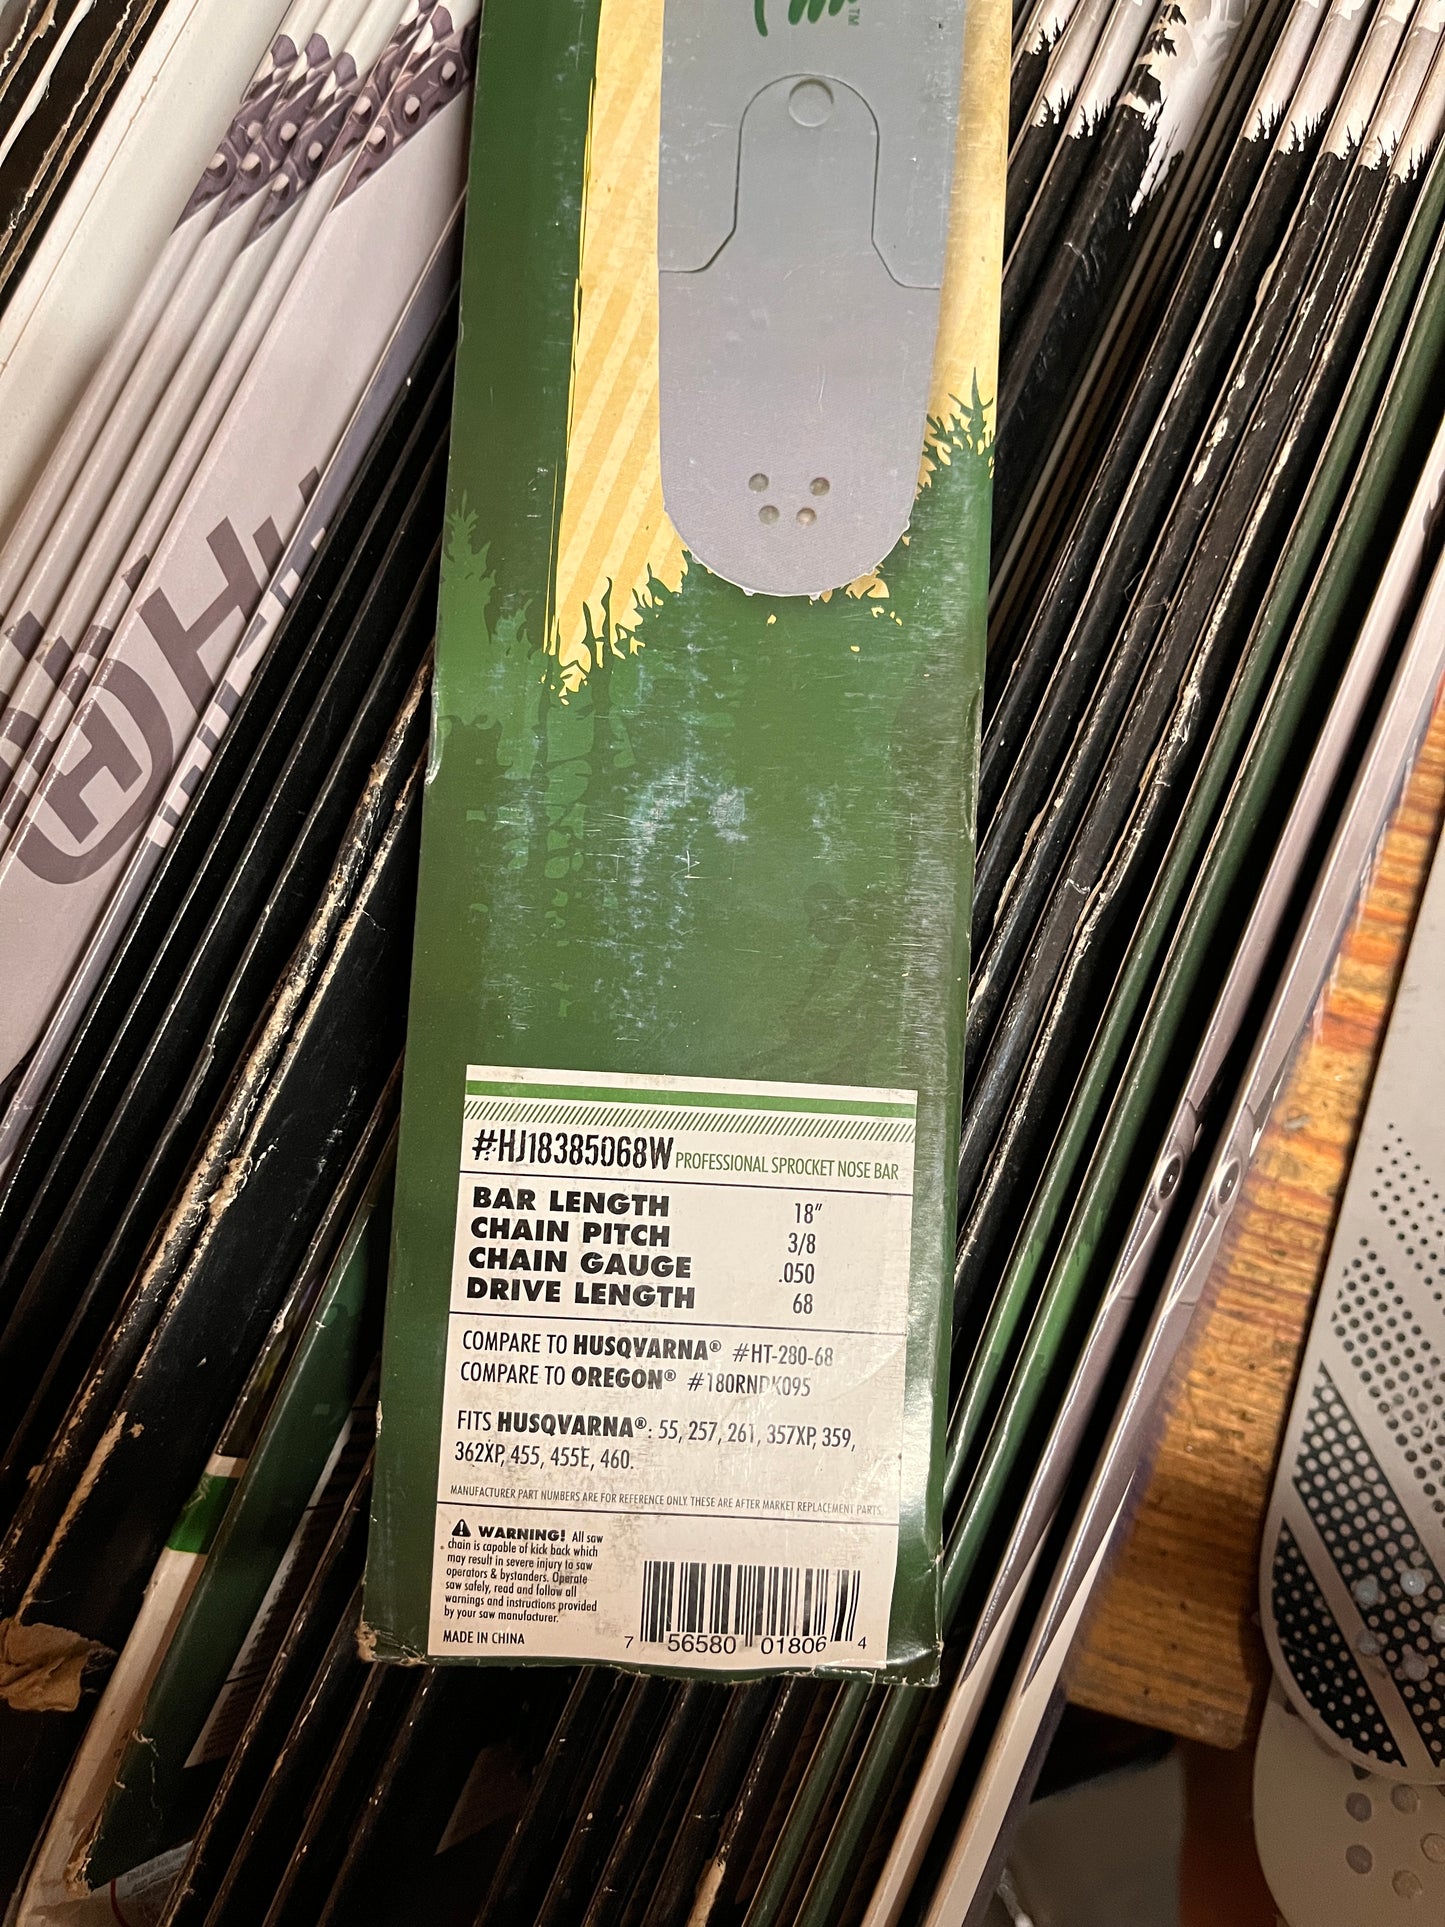 #HJ18385068W PROFESSIONAL SPROCKET NOSE BAR
BAR LENGTH 18"
CHAIN PITCH 3/8
CHAIN GAUGE .050
DRIVE LENGTH 68
COMPARE TO HUSQVARNA® #HT-280-68
COMPARE TO OREGON® #180RNDK095
FITS HUSQVARNA®: 55, 257, 261, 357XP, 359,
362XP, 455, 455E, 460.
MANUFACTURER PART NUMBERS ARE FOR REFERENCE ONLY. THESE ARE AFTER MARKET REPLACEMENT PARTS.
WARNING! All saw
chain is capable of kick back which
may result in severe injury to saw
operators & bystanders. Operate
saw safely, read and follow all
warnings and instructions provided
by your saw manufacturer.
MADE IN CHINA
7 56580 01806 4